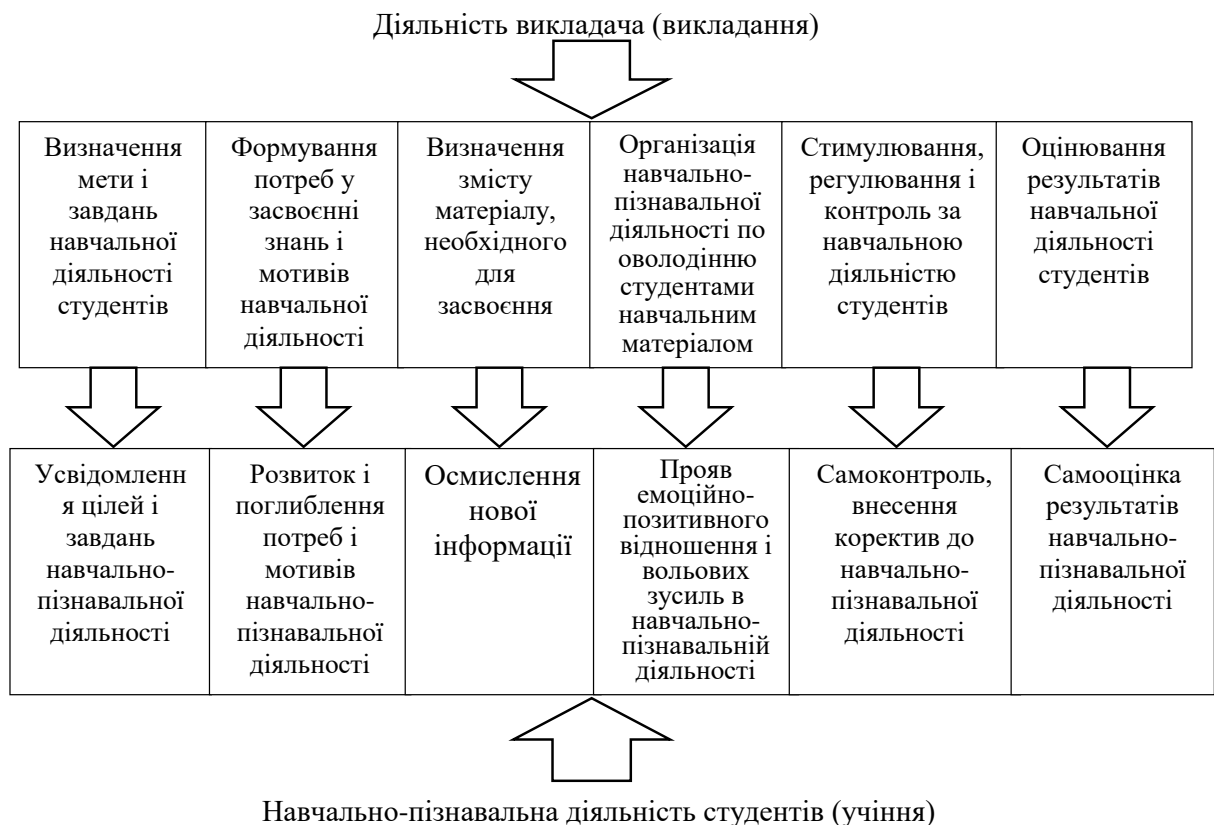 Діяльність викладача (викладання)
Визначення
мети і
завдань
навчальної
діяльності
студентів
Формування
потреб у
засвоєнні
знань і
мотивів
навчальної
діяльності
Визначення
змісту
матеріалу,
необхідного
для
засвоєння
Організація
навчально-
пізнавальної
діяльності по
оволодінню
студентами
навчальним
матеріалом
Стимулювання,
регулювання і
контроль за
навчальною
діяльністю
студентів
Оцінювання
результатів
навчальної
діяльності
студентів
Усвідомленн
я цілей і
завдань
навчально-
пізнавальної
діяльності
Розвиток і
поглиблення
потреб і
мотивів
навчально-
пізнавальної
діяльності
Осмислення
нової
інформації
Прояв
емоційно-
позитивного
відношення і
вольових
зусиль в
навчально-
пізнавальній
діяльності
Самоконтроль,
внесення
коректив до
навчально-
пізнавальної
діяльності
Самооцінка
результатів
навчально-
пізнавальної
діяльності
Навчально-пізнавальна діяльність студентів (учіння)